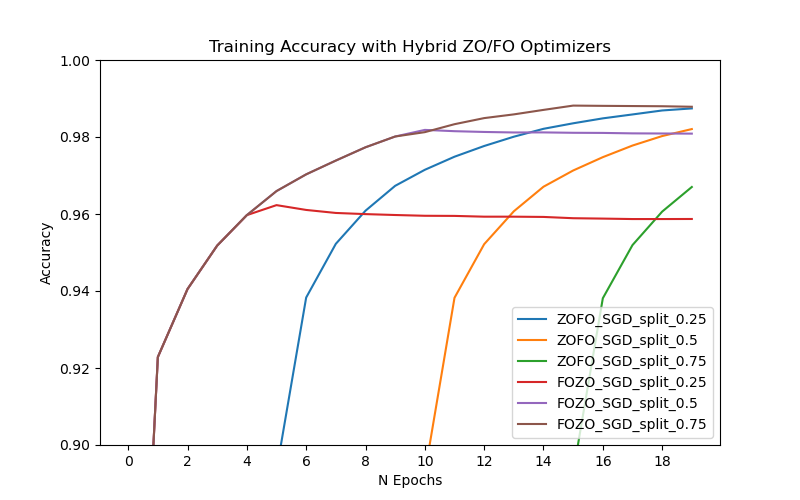 Training Accuracy with Hybrid ZO/FO Optimizers
1.00
0.98
0.96
0.94
0.92
0.90
Accuracy
0 2 4 6 8 10 12 14 16 18
N Epochs
ZOFO_SGD_split_0.25
ZOFO_SGD_split_0.5
ZOFO_SGD_split_0.75
FOZO_SGD_split_0.25
FOZO_SGD_split_0.5
FOZO_SGD_split_0.75